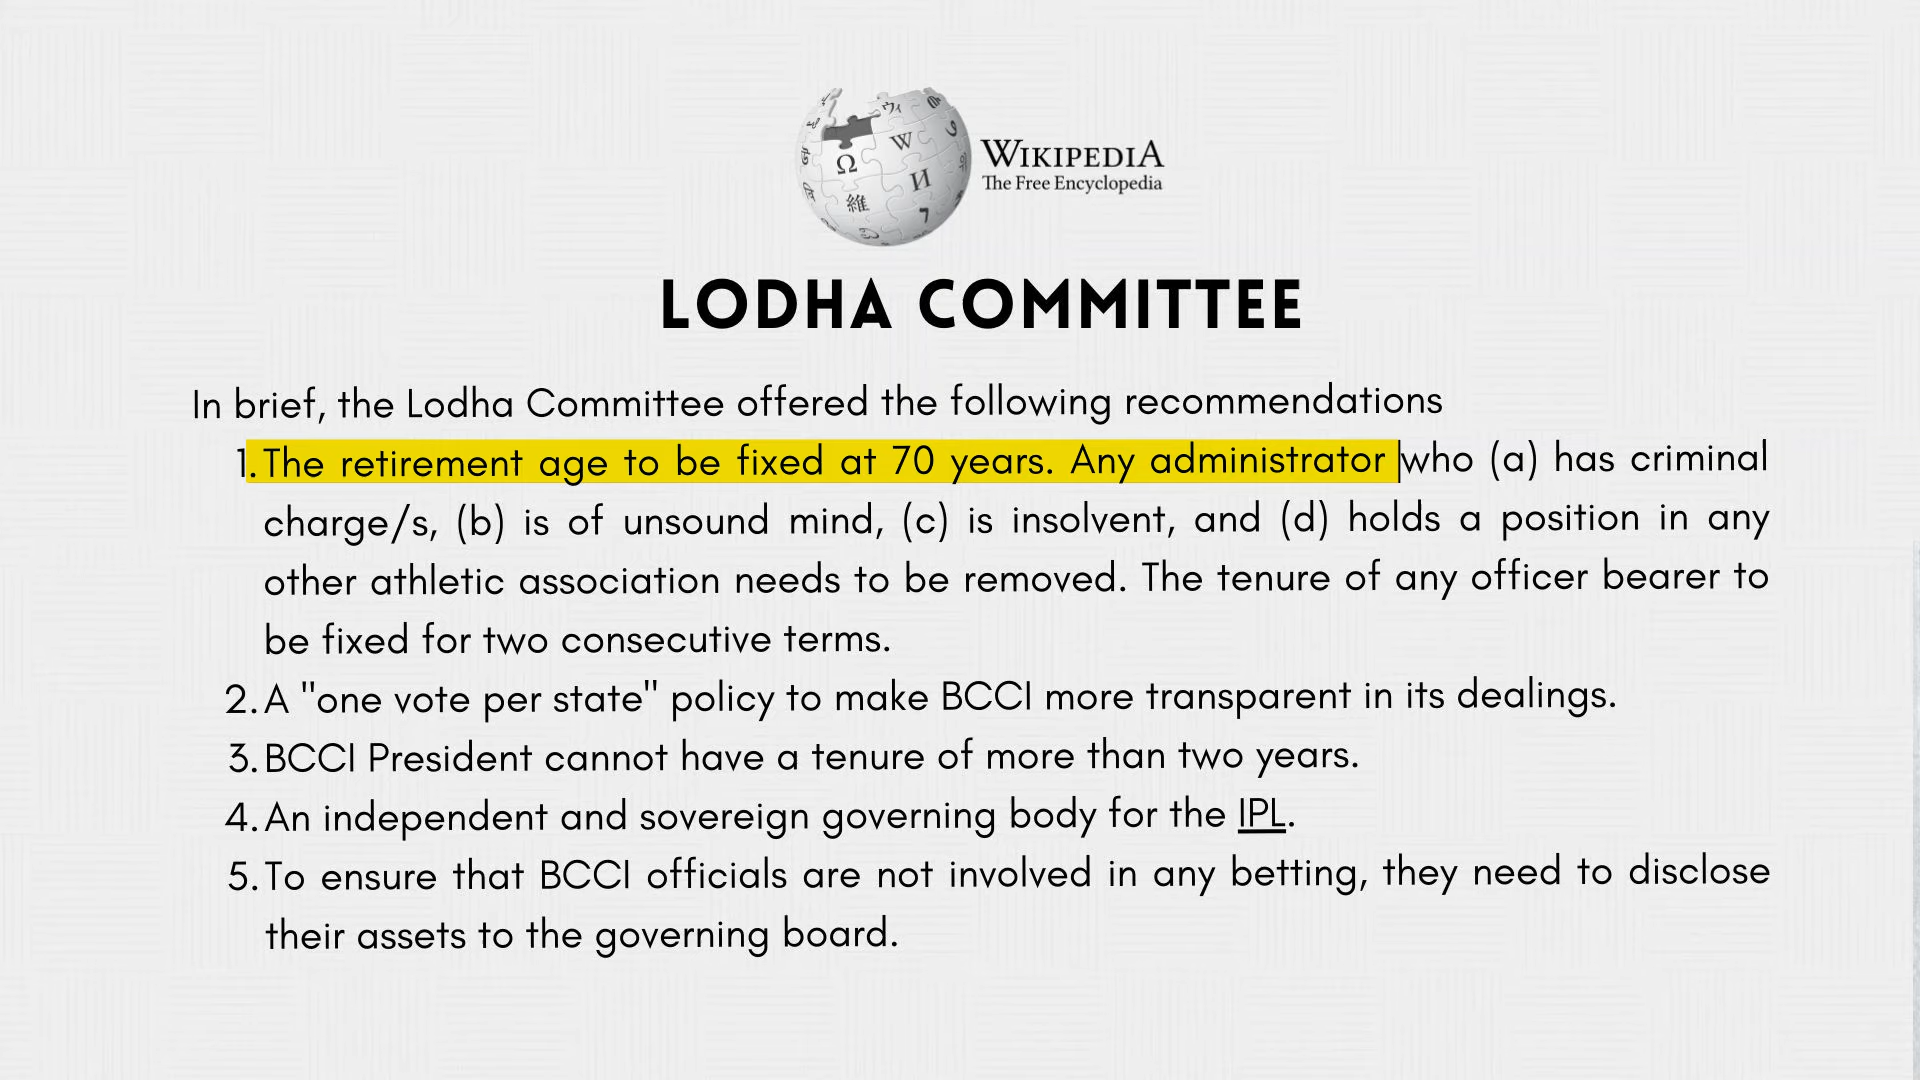 WIKIPEDIA
The Free Encyclopedia
LODHA COMMITTEE
In brief, the Lodha Committee offered the following recommendations
1. The retirement age to be fixed at 70 years. Any administrator who (a) has criminal
charge/s, (b) is of unsound mind, (c) is insolvent, and (d) holds a position in any
other athletic association needs to be removed. The tenure of any officer bearer to
be fixed for two consecutive terms.
2. A "one vote per state" policy to make BCCI more transparent in its dealings.
3. BCCI President cannot have a tenure of more than two years.
4. An independent and sovereign governing body for the IPL.
5. To ensure that BCCI officials are not involved in any betting, they need to disclose
their assets to the governing board.